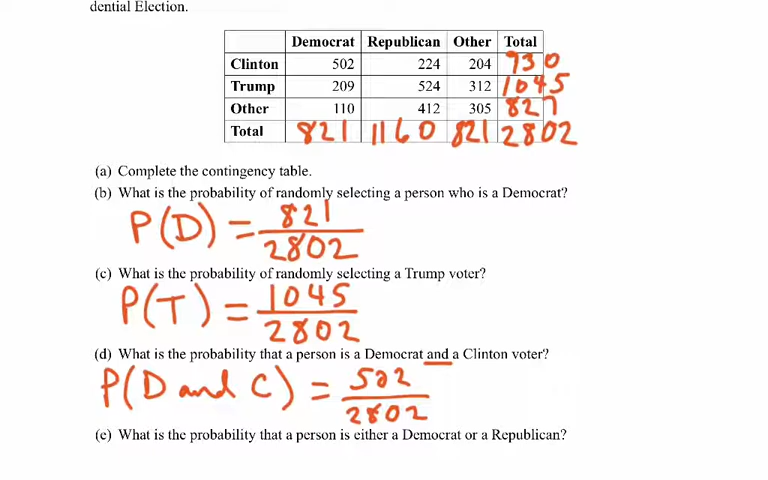 dential Election.
Democrat Republican Other Total
Clinton 502 224 204 930
Trump 209 524 312 1045
Other 110 412 305 827
Total 821 1160 821 2802
(a) Complete the contingency table.
(b) What is the probability of randomly selecting a person who is a Democrat?
P(D) = 821/2802
(c) What is the probability of randomly selecting a Trump voter?
P(T) = 1045/2802
(d) What is the probability that a person is a Democrat and a Clinton voter?
P(D and C) = 502/2802
(e) What is the probability that a person is either a Democrat or a Republican?